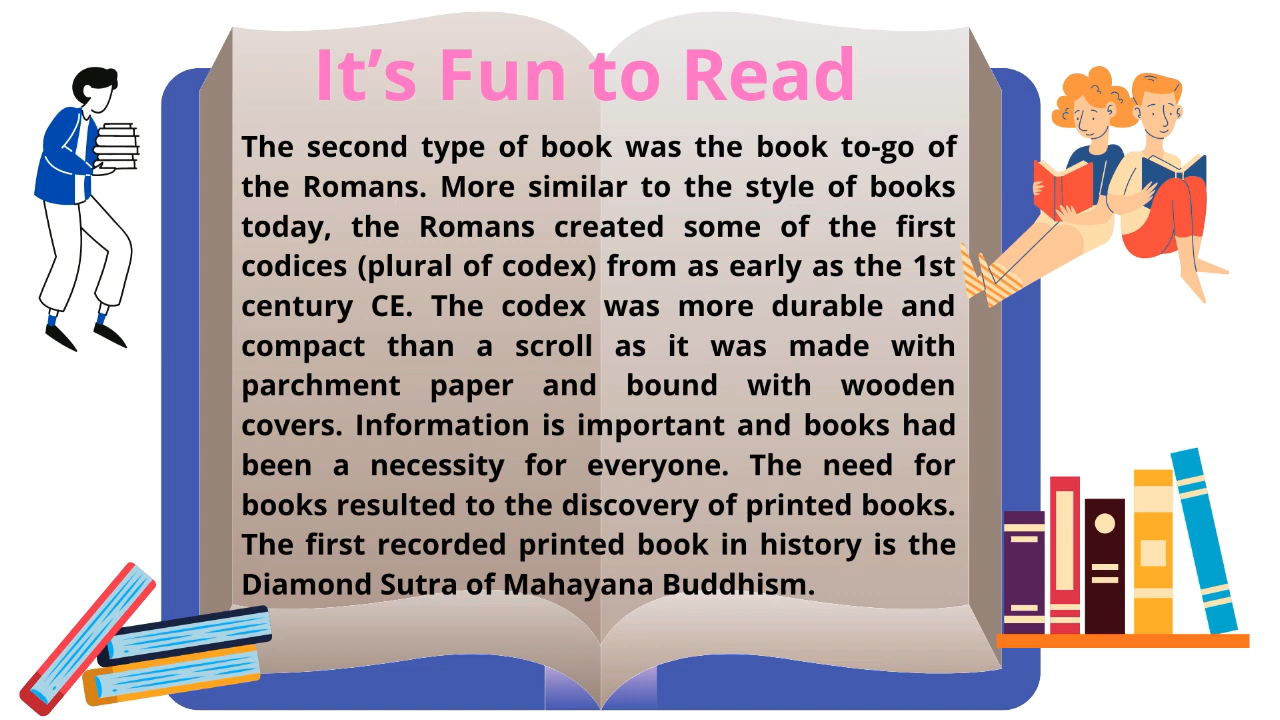 It’s Fun to Read
The second type of book was the book to-go of
the Romans. More similar to the style of books
today, the Romans created some of the first
codices (plural of codex) from as early as the 1st
century CE. The codex was more durable and
compact than a scroll as it was made with
parchment paper and bound with wooden
covers. Information is important and books had
been a necessity for everyone. The need for
books resulted to the discovery of printed books.
The first recorded printed book in history is the
Diamond Sutra of Mahayana Buddhism.